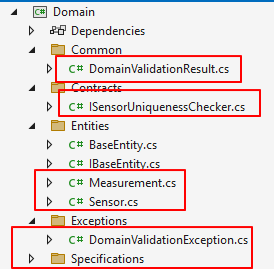 Domain
Dependencies
Common
C# DomainValidationResult.cs
Contracts
C# ISensorUniquenessChecker.cs
Entities
C# BaseEntity.cs
C# IBaseEntity.cs
C# Measurement.cs
C# Sensor.cs
Exceptions
C# DomainValidationException.cs
Specifications